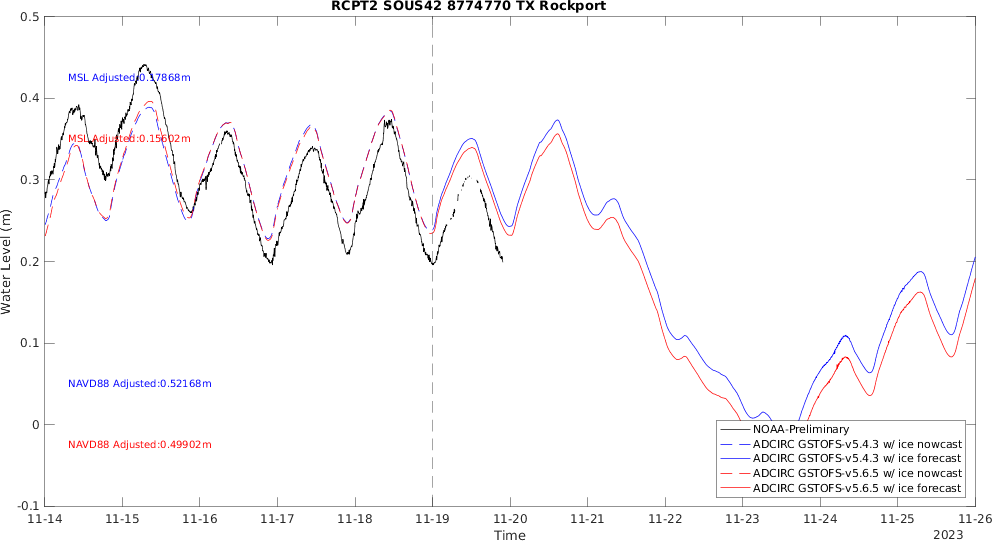 RCPT2 SOUS42 8774770 TX Rockport
0.5
0.4
0.3
0.2
0.1
0
-0.1
Water Level (m)
MSL Adjusted:0.17868m
MSL Adjusted:0.15602m
NAVD88 Adjusted:0.52168m
NAVD88 Adjusted:0.49902m
NOAA-Preliminary
ADCIRC GSTOFS-v5.4.3 w/ ice nowcast
ADCIRC GSTOFS-v5.4.3 w/ ice forecast
ADCIRC GSTOFS-v5.6.5 w/ ice nowcast
ADCIRC GSTOFS-v5.6.5 w/ ice forecast
11-14 11-15 11-16 11-17 11-18 11-19 11-20 11-21 11-22 11-23 11-24 11-25 11-26
Time
2023